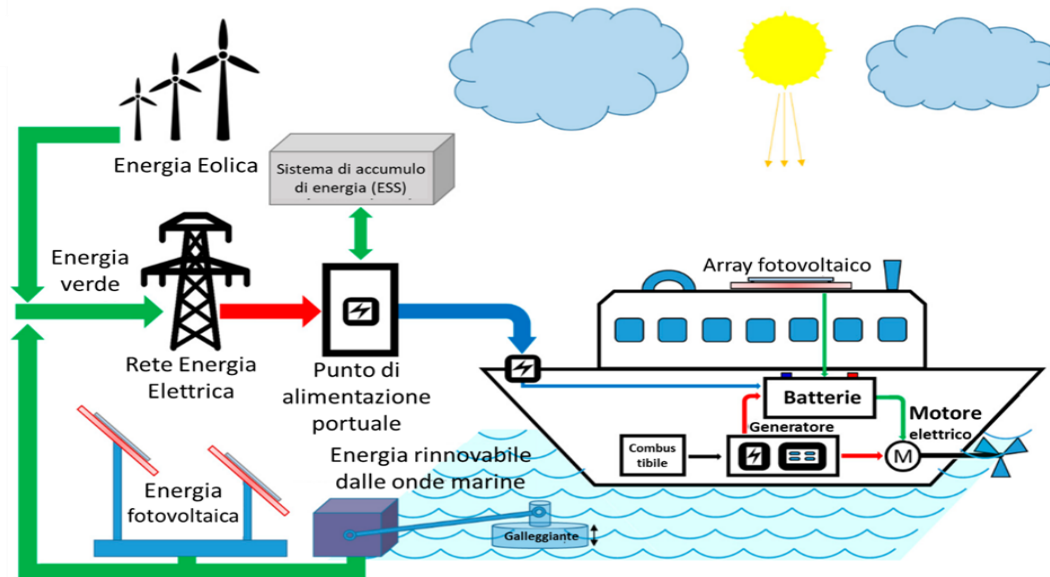 Energia Eolica
Sistema di accumulo
di energia (ESS)
Energia
verde
Rete Energia
Elettrica
Punto di
alimentazione
portuale
Array fotovoltaico
Batterie
Generatore
Motore
elettrico
Combus
tibile
M
Energia rinnovabile
dalle onde marine
Energia
fotovoltaica
Galleggiante